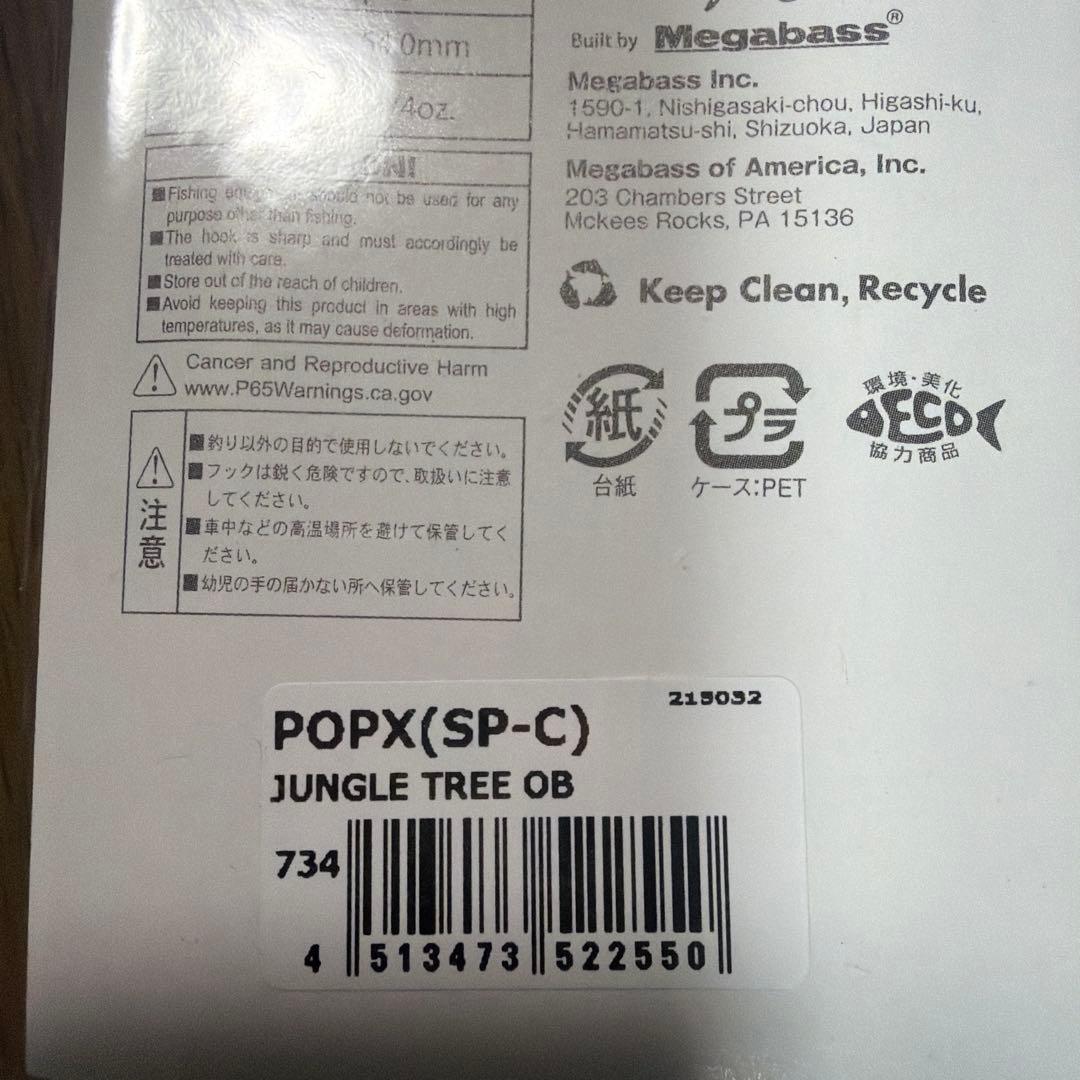 4.0mm
/4oz.
Built by Megabass®
Megabass Inc.
1590-1, Nishigasaki-chou, Higashi-ku,
Hamamatsu-shi, Shizuoka, Japan
Megabass of America, Inc.
203 Chambers Street
Mckees Rocks, PA 15136
Keep Clean, Recycle
紙
台紙
プラ
ケース:PET
環境・美化
ECO
協力商品
■Fishing should not be used for any
purpose other than fishing.
■The hook is sharp and must accordingly be
treated with care.
■Store out of the reach of children.
■Avoid keeping this product in areas with high
temperatures, as it may cause deformation.
Cancer and Reproductive Harm
www.P65Warnings.ca.gov
注意
■釣り以外の目的で使用しないでください。
■フックは鋭く危険ですので、取扱いに注意
してください。
■車中などの高温場所を避けて保管してく
ださい。
■幼児の手の届かない所へ保管してください。
215032
POPX(SP-C)
JUNGLE TREE OB
734
4 513473 522550